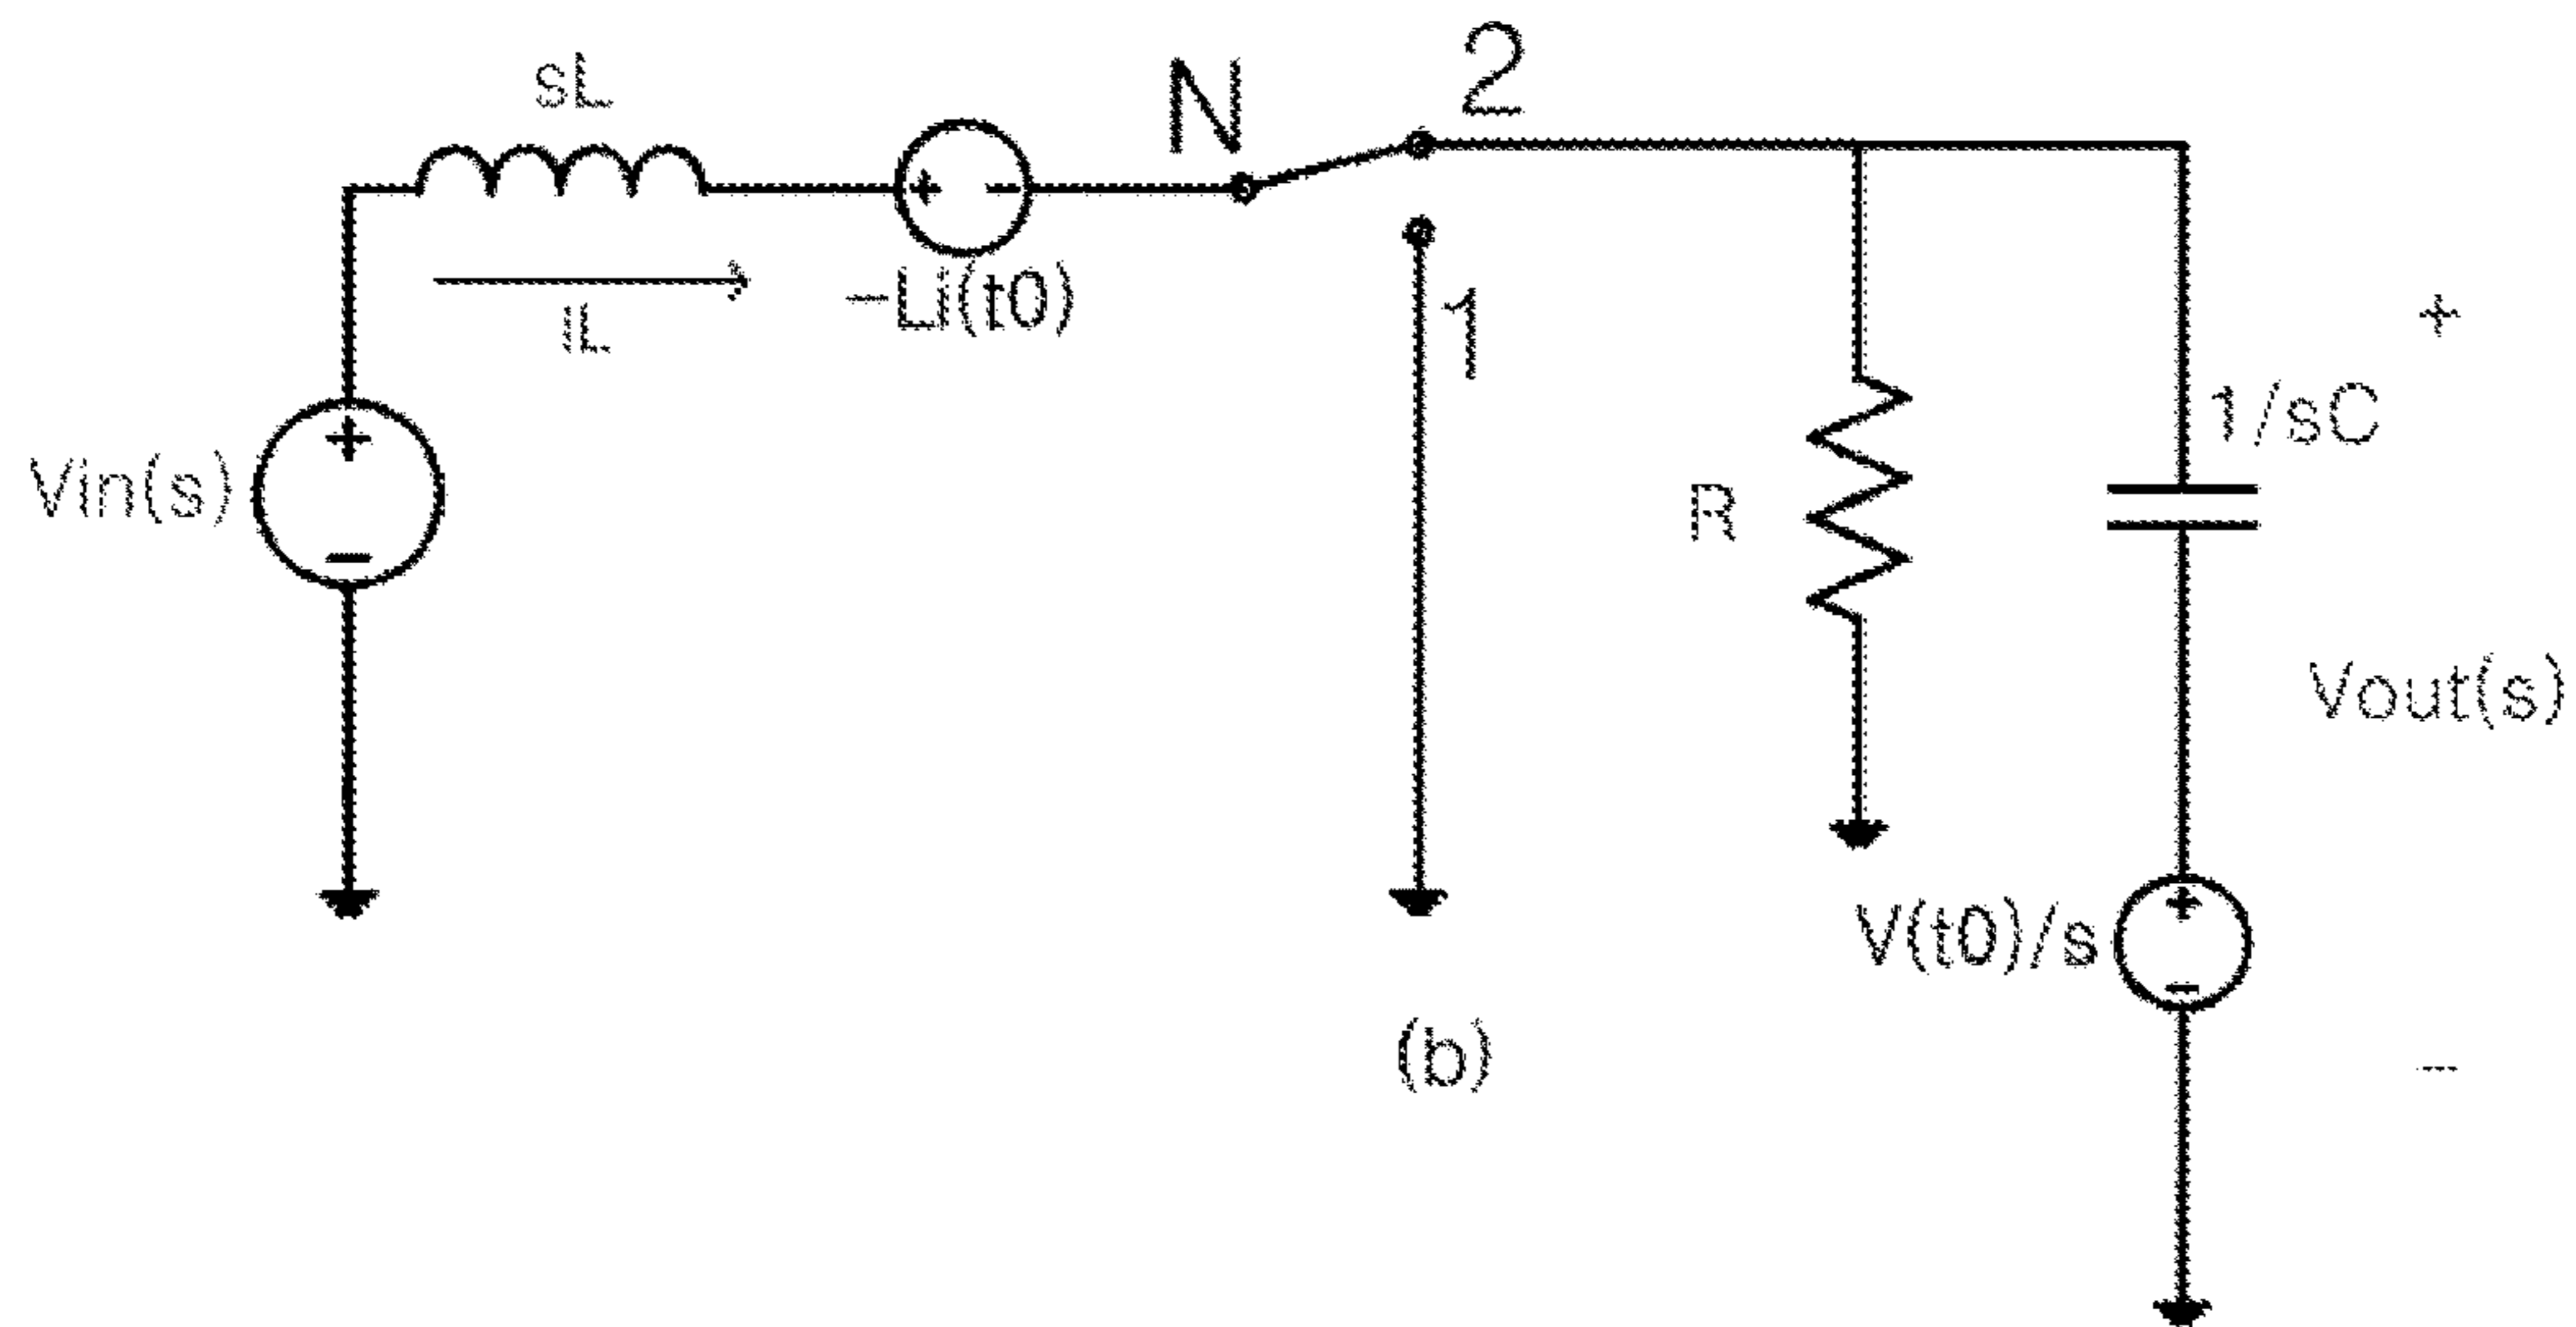 sL
N
2
IL
-Li(t0)
1
+
-
Vin(s)
+
-
R
1/sC
+
Vout(s)
V(t0)/s
+
-
-
(b)